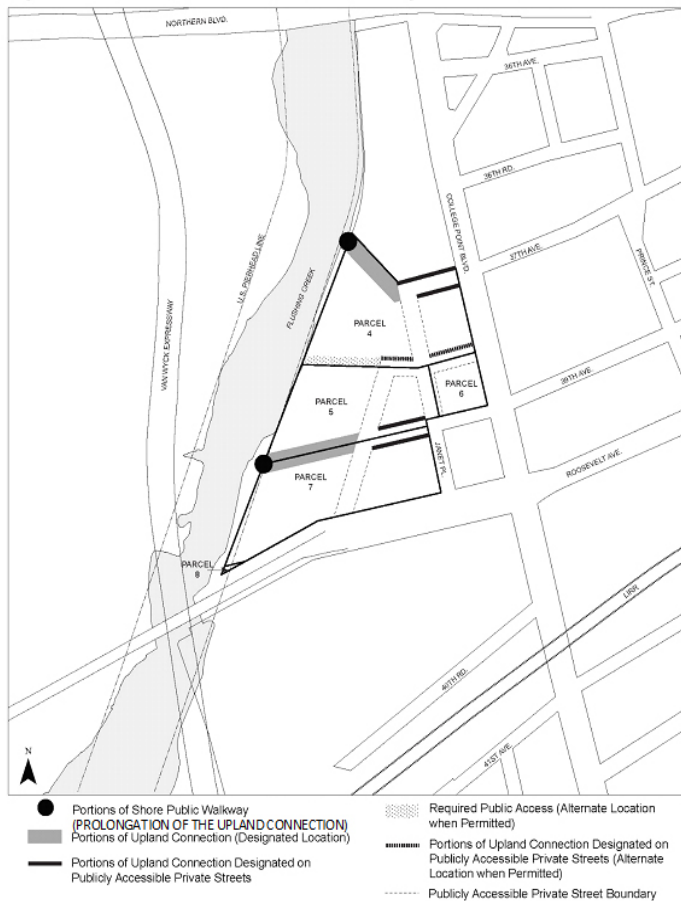 NORTHERN BLVD.
36TH AVE.
36TH RD.
COLLEGE POINT BLVD.
37TH AVE.
PRINCE ST.
U.S. PIERHEAD LINE
FLUSHING CREEK
VAN WYCK EXPRESSWAY
PARCEL
4
PARCEL
5
PARCEL
6
39TH AVE.
JANET PL.
ROOSEVELT AVE.
PARCEL
7
PARCEL
8
LIRR
40TH RD.
41ST AVE.
N
Portions of Shore Public Walkway
(PROLONGATION OF THE UPLAND CONNECTION)
Portions of Upland Connection (Designated Location)
Portions of Upland Connection Designated on
Publicly Accessible Private Streets
Required Public Access (Alternate Location
when Permitted)
Portions of Upland Connection Designated on
Publicly Accessible Private Streets (Alternate
Location when Permitted)
Publicly Accessible Private Street Boundary